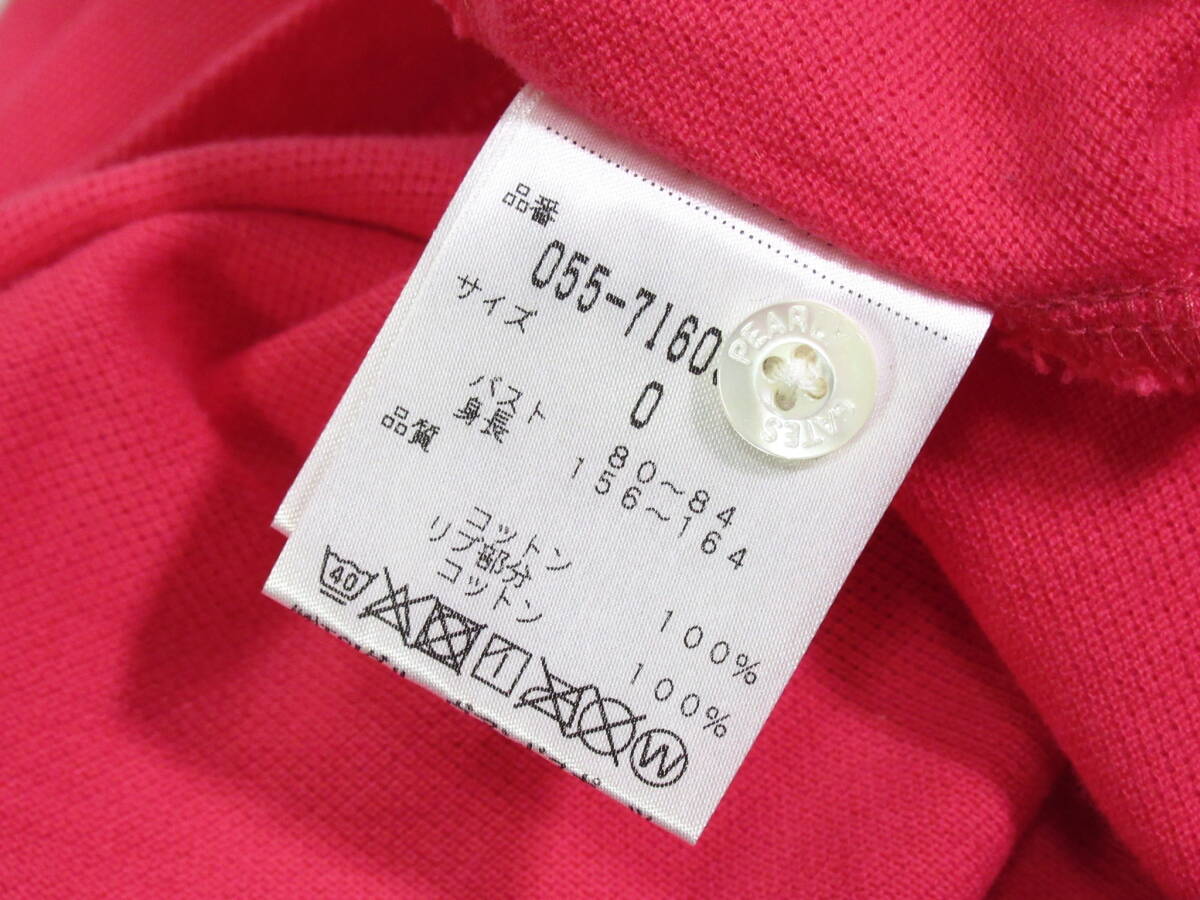 品番
055-7160
サイズ
0
バスト 80～84
身長 156～164
品質
コットン 100%
リブ部分
コットン 100%
40
W
PEARLY
GATES